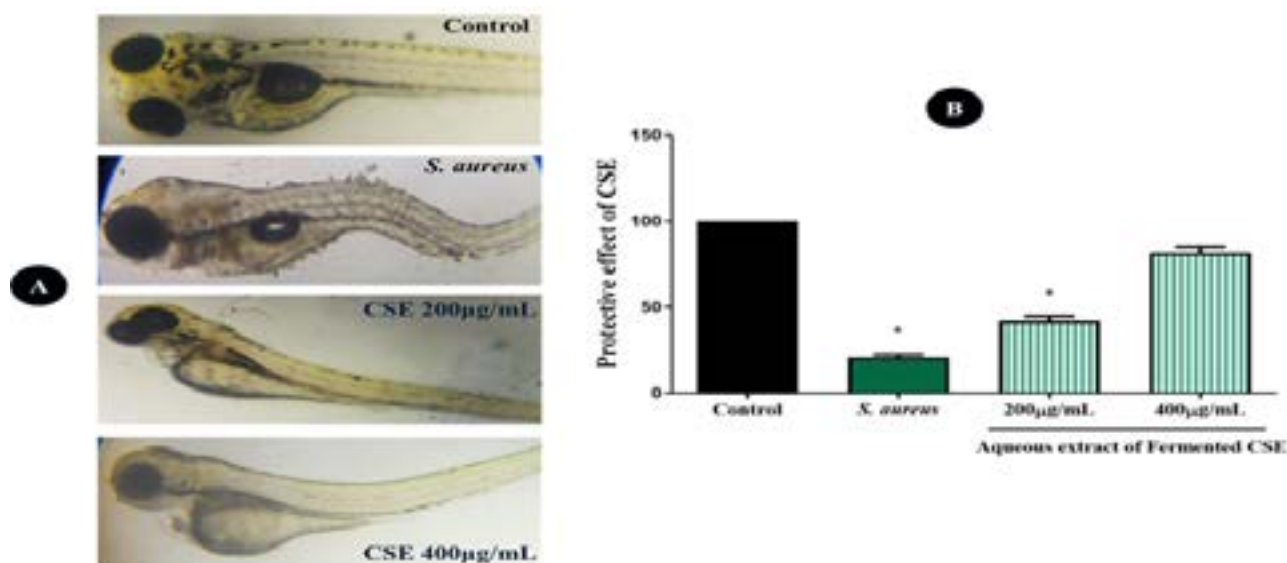 A
Control
S. aureus
CSE 200µg/mL
CSE 400µg/mL
B
Protective effect of CSE
150
100
50
0
*
*
Control
S. aureus
200µg/mL
400µg/mL
Aqueous extract of Fermented CSE